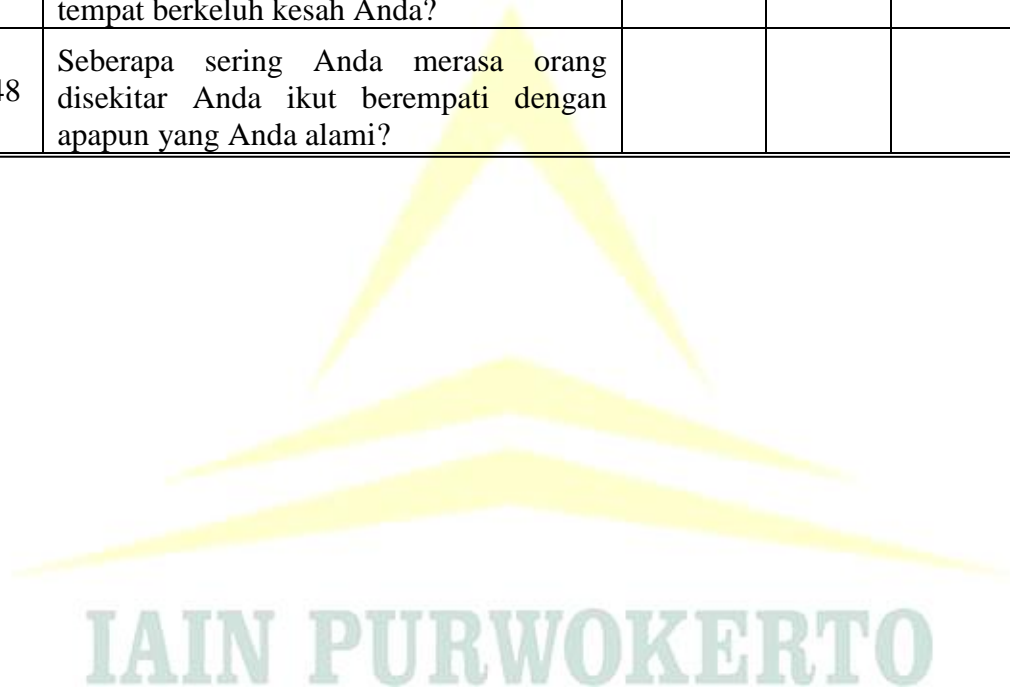 tempat berkeluh kesah Anda?
48
Seberapa sering Anda merasa orang
disekitar Anda ikut berempati dengan
apapun yang Anda alami?
IAIN PURWOKERTO